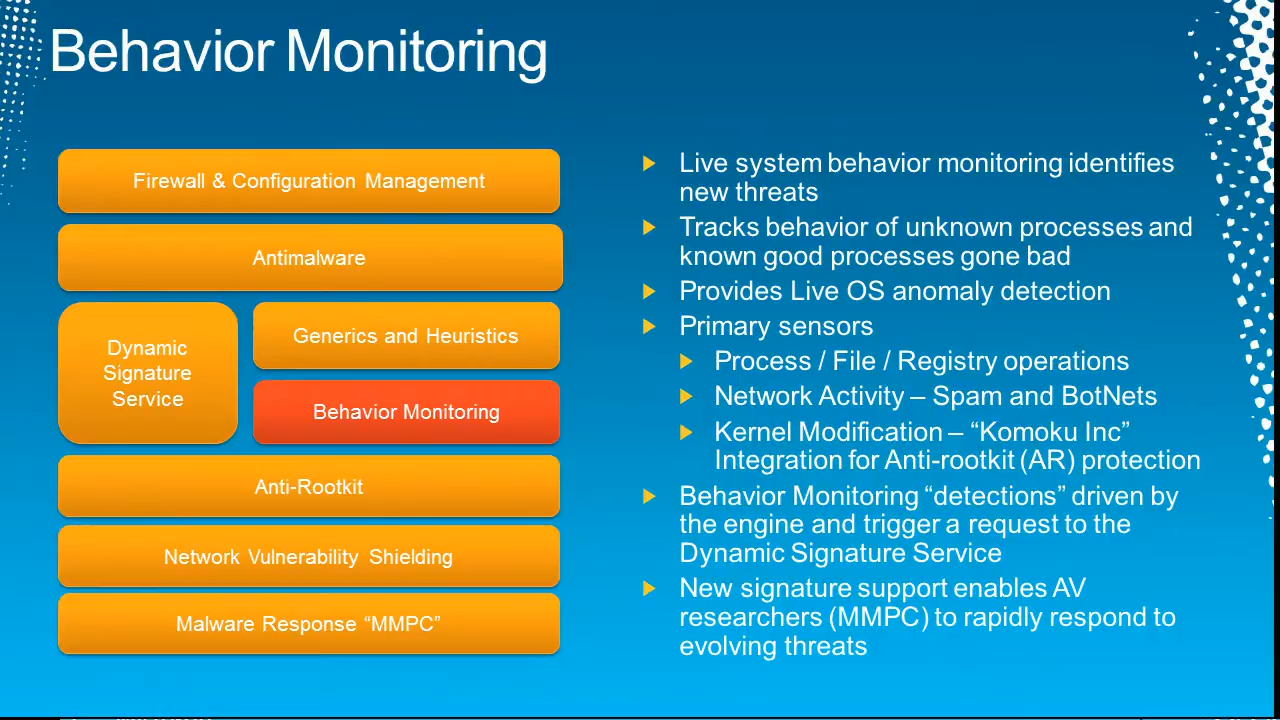 Behavior Monitoring
Firewall & Configuration Management
Antimalware
Dynamic
Signature
Service
Generics and Heuristics
Behavior Monitoring
Anti-Rootkit
Network Vulnerability Shielding
Malware Response “MMPC”
Live system behavior monitoring identifies
new threats
Tracks behavior of unknown processes and
known good processes gone bad
Provides Live OS anomaly detection
Primary sensors
Process / File / Registry operations
Network Activity – Spam and BotNets
Kernel Modification – “Komoku Inc”
Integration for Anti-rootkit (AR) protection
Behavior Monitoring “detections” driven by
the engine and trigger a request to the
Dynamic Signature Service
New signature support enables AV
researchers (MMPC) to rapidly respond to
evolving threats